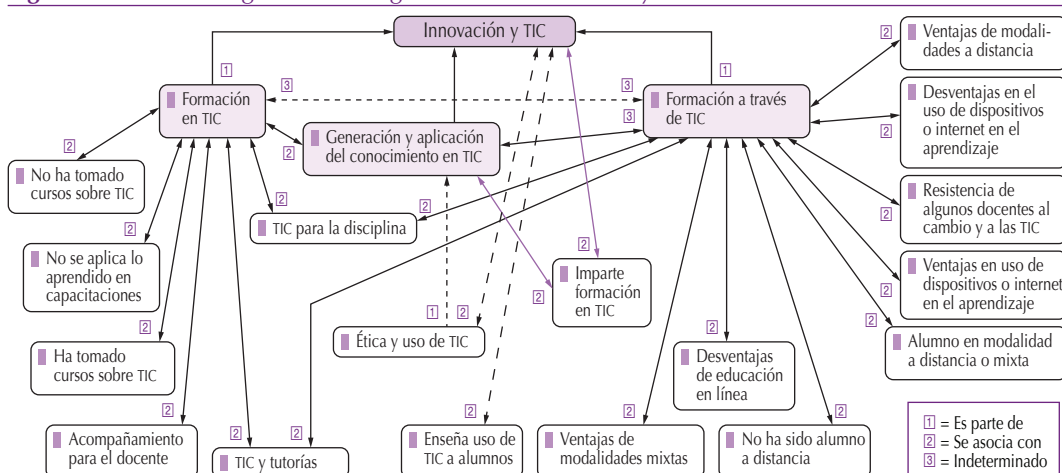 Innovación y TIC
1
3
3
1
2
Ventajas de modali-
dades a distancia
Formación
en TIC
Generación y aplicación
del conocimiento en TIC
2
3
Formación a través
de TIC
2
Desventajas en el
uso de dispositivos
o internet en el
aprendizaje
2
No ha tomado
cursos sobre TIC
2
TIC para la disciplina
2
2
Resistencia de
algunos docentes al
cambio y a las TIC
2
No se aplica lo
aprendido en
capacitaciones
2
2
Imparte
formación
en TIC
2
Ventajas en uso de
dispositivos o internet
en el aprendizaje
2
Ha tomado
cursos sobre TIC
1
2
Ética y uso de TIC
2
Desventajas
de educación
en línea
2
Alumno en modalidad
a distancia o mixta
2
Acompañamiento
para el docente
2
2
TIC y tutorías
2
Enseña uso de
TIC a alumnos
2
Ventajas de
modalidades mixtas
2
No ha sido alumno
a distancia
1 = Es parte de
2 = Se asocia con
3 = Indeterminado